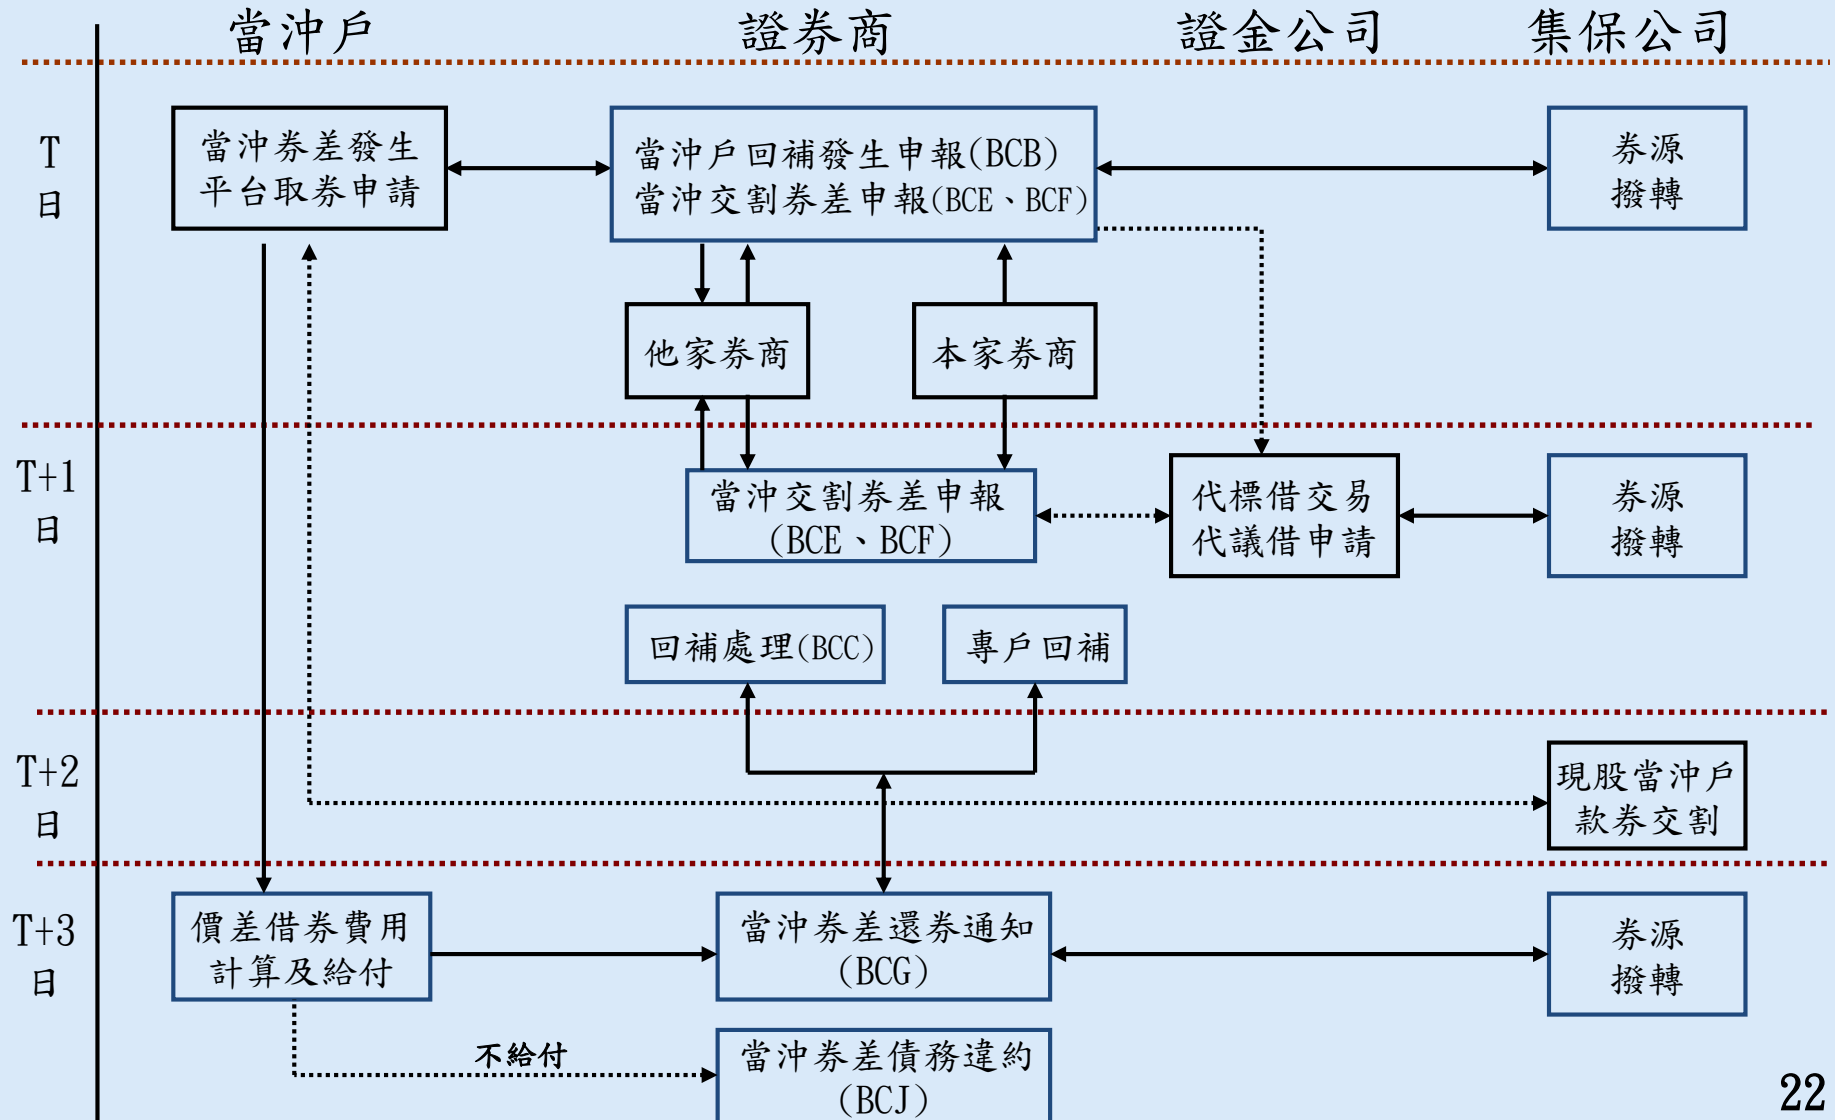 當沖戶
證券商
證金公司
集保公司
T
日
當沖券差發生
平台取券申請
當沖戶回補發生申報(BCB)
當沖交割券差申報(BCE、BCF)
券源
撥轉
他家券商
本家券商
T+1
日
當沖交割券差申報
(BCE、BCF)
代標借交易
代議借申請
券源
撥轉
回補處理(BCC)
專戶回補
T+2
日
現股當沖戶
款券交割
T+3
日
價差借券費用
計算及給付
當沖券差還券通知
(BCG)
券源
撥轉
不給付
當沖券差債務違約
(BCJ)
22